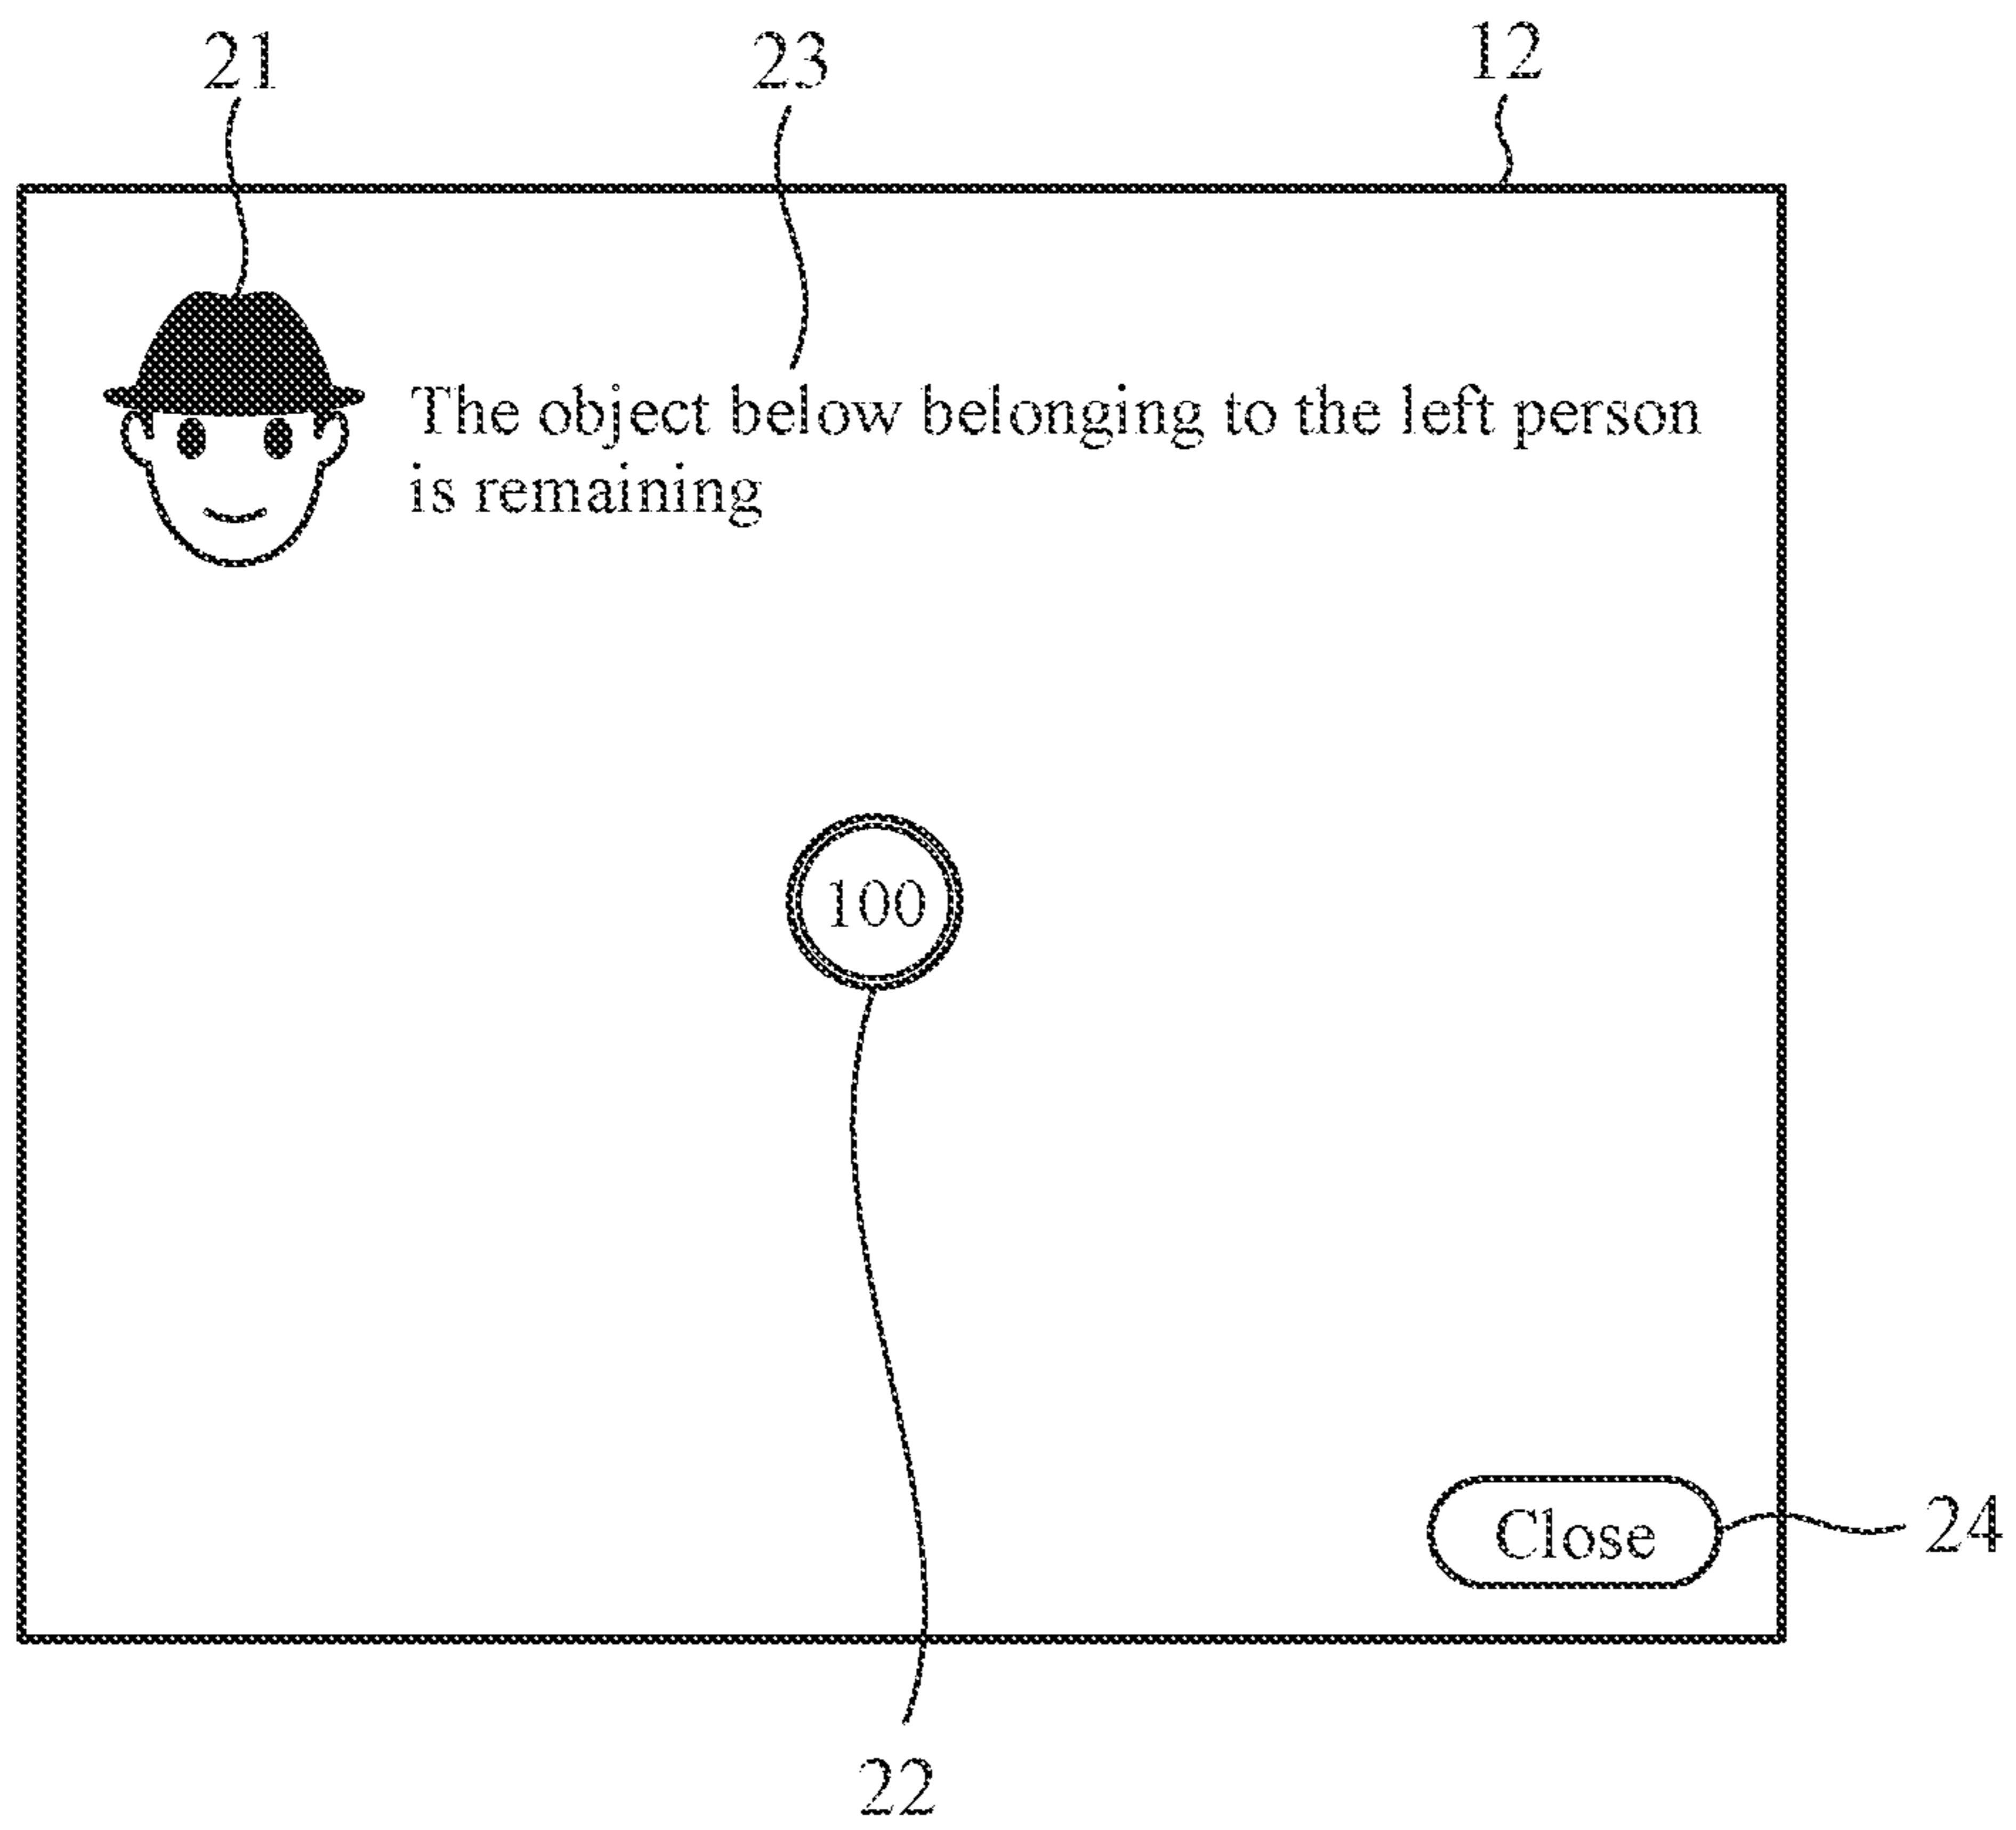 21 23 12
The object below belonging to the left person
is remaining
100
Close 24
22